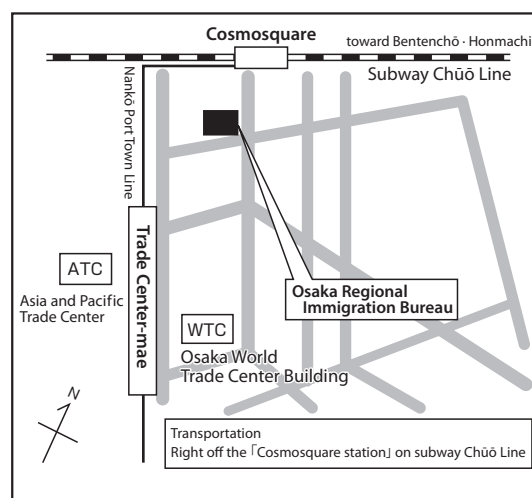 Cosmosquare
toward Bentenchō · Honmachi
Subway Chūō Line
Nankō Port Town Line
Trade Center-mae
ATC
Asia and Pacific
Trade Center
Osaka Regional
Immigration Bureau
WTC
Osaka World
Trade Center Building
N
Transportation
Right off the「Cosmosquare station」on subway Chūō Line